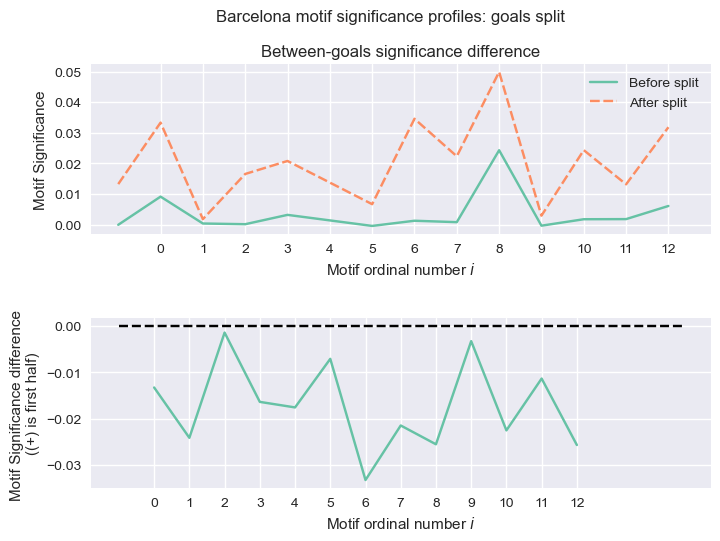 Barcelona motif significance profiles: goals split
Between-goals significance difference
Motif Significance
0.05
0.04
0.03
0.02
0.01
0.00
Before split
After split
0 1 2 3 4 5 6 7 8 9 10 11 12
Motif ordinal number i
Motif Significance difference
((+) is first half)
0.00
−0.01
−0.02
−0.03
0 1 2 3 4 5 6 7 8 9 10 11 12
Motif ordinal number i